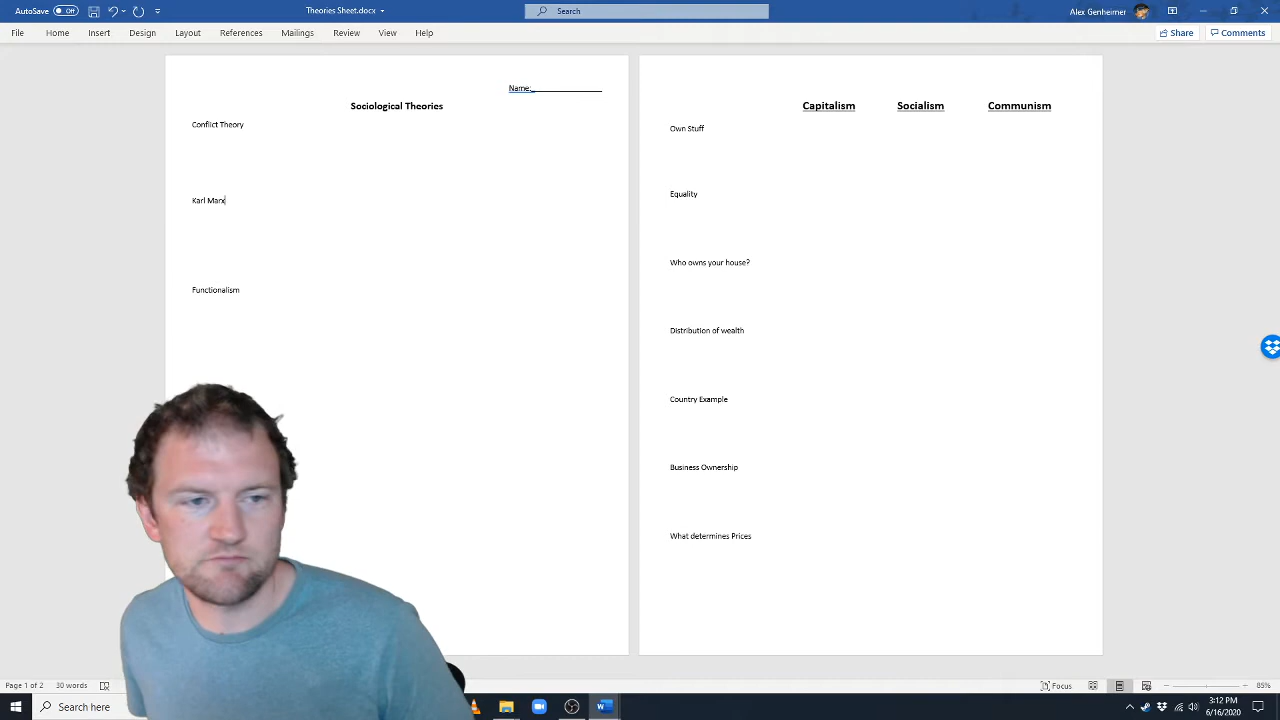 AutoSave Off Theories Sheet.docx Search Alex Genheimer
File Home Insert Design Layout References Mailings Review View Help Share Comments
Name:
Sociological Theories
Conflict Theory
Karl Marx
Functionalism
Capitalism Socialism Communism
Own Stuff
Equality
Who owns your house?
Distribution of wealth
Country Example
Business Ownership
What determines Prices
Page 1 of 2 30 words Focus 85%
Search here 3:12 PM
6/16/2020